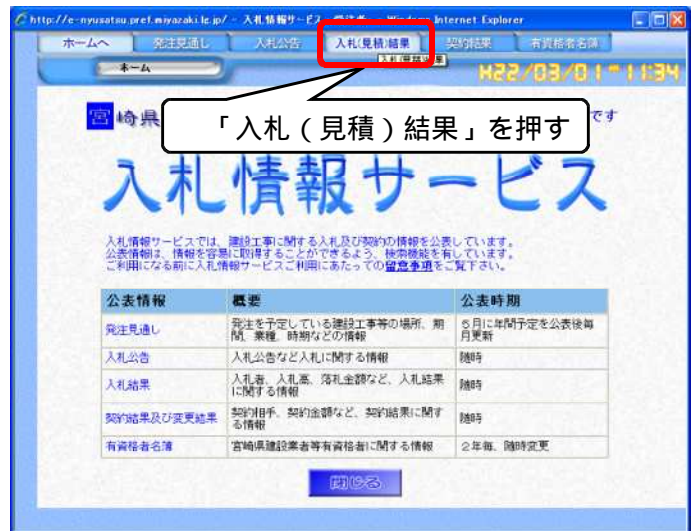 http://e-nyusatsu.pref.miyazaki.lg.jp/ - 入札情報サービス - Windows Internet Explorer
ホームへ 発注見通し 入札公告 入札(見積)結果 契約結果 有資格者名簿
ホーム
入札(見積)結果
H22/03/01-11:34
宮崎県 です
「入札（見積）結果」を押す
入札情報サービス
入札情報サービスでは、建設工事に関する入札及び契約の情報を公表しています。
公表情報は、情報を容易に取得することができるよう、検索機能を有しています。
ご利用になる前に入札情報サービスご利用にあたっての留意事項をご覧下さい。
公表情報 概要 公表時期
発注見通し 発注を予定している建設工事等の場所、期間、業種、時期などの情報 5月に年間予定を公表後毎月更新
入札公告 入札公告など入札に関する情報 随時
入札結果 入札者、入札高、落札金額など、入札結果に関する情報 随時
契約結果及び変更結果 契約相手、契約金額など、契約結果に関する情報 随時
有資格者名簿 宮崎県建設業者等有資格者に関する情報 2年毎、随時変更
閉じる